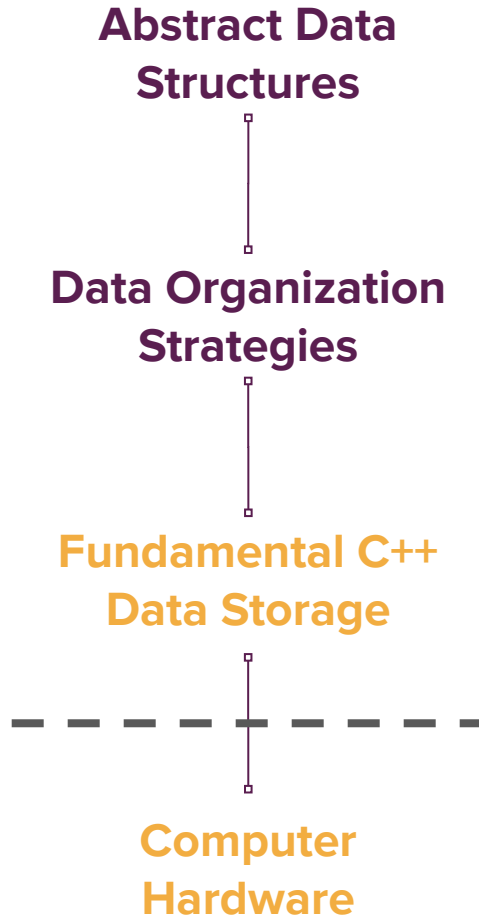 Abstract Data
Structures
Data Organization
Strategies
Fundamental C++
Data Storage
Computer
Hardware